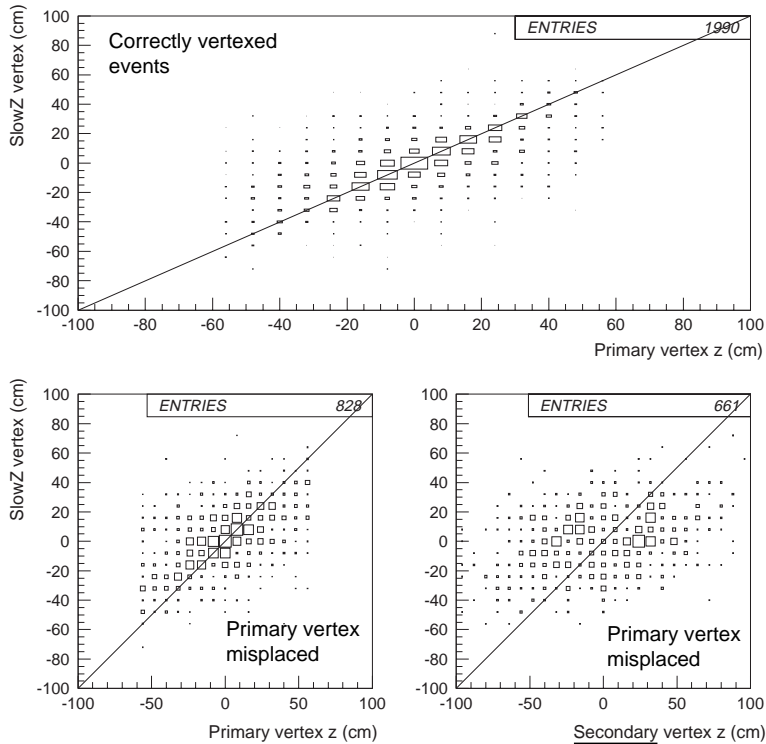 SlowZ vertex (cm)
100
80
60
40
20
0
-20
-40
-60
-80
-100
Correctly vertexed
events
ENTRIES 1990
-100 -80 -60 -40 -20 0 20 40 60 80 100
Primary vertex z (cm)
SlowZ vertex (cm)
100
80
60
40
20
0
-20
-40
-60
-80
-100
ENTRIES 828
Primary vertex
misplaced
-50 0 50 100
Primary vertex z (cm)
100
80
60
40
20
0
-20
-40
-60
-80
-100
ENTRIES 661
Primary vertex
misplaced
-100 -50 0 50 100
Secondary vertex z (cm)